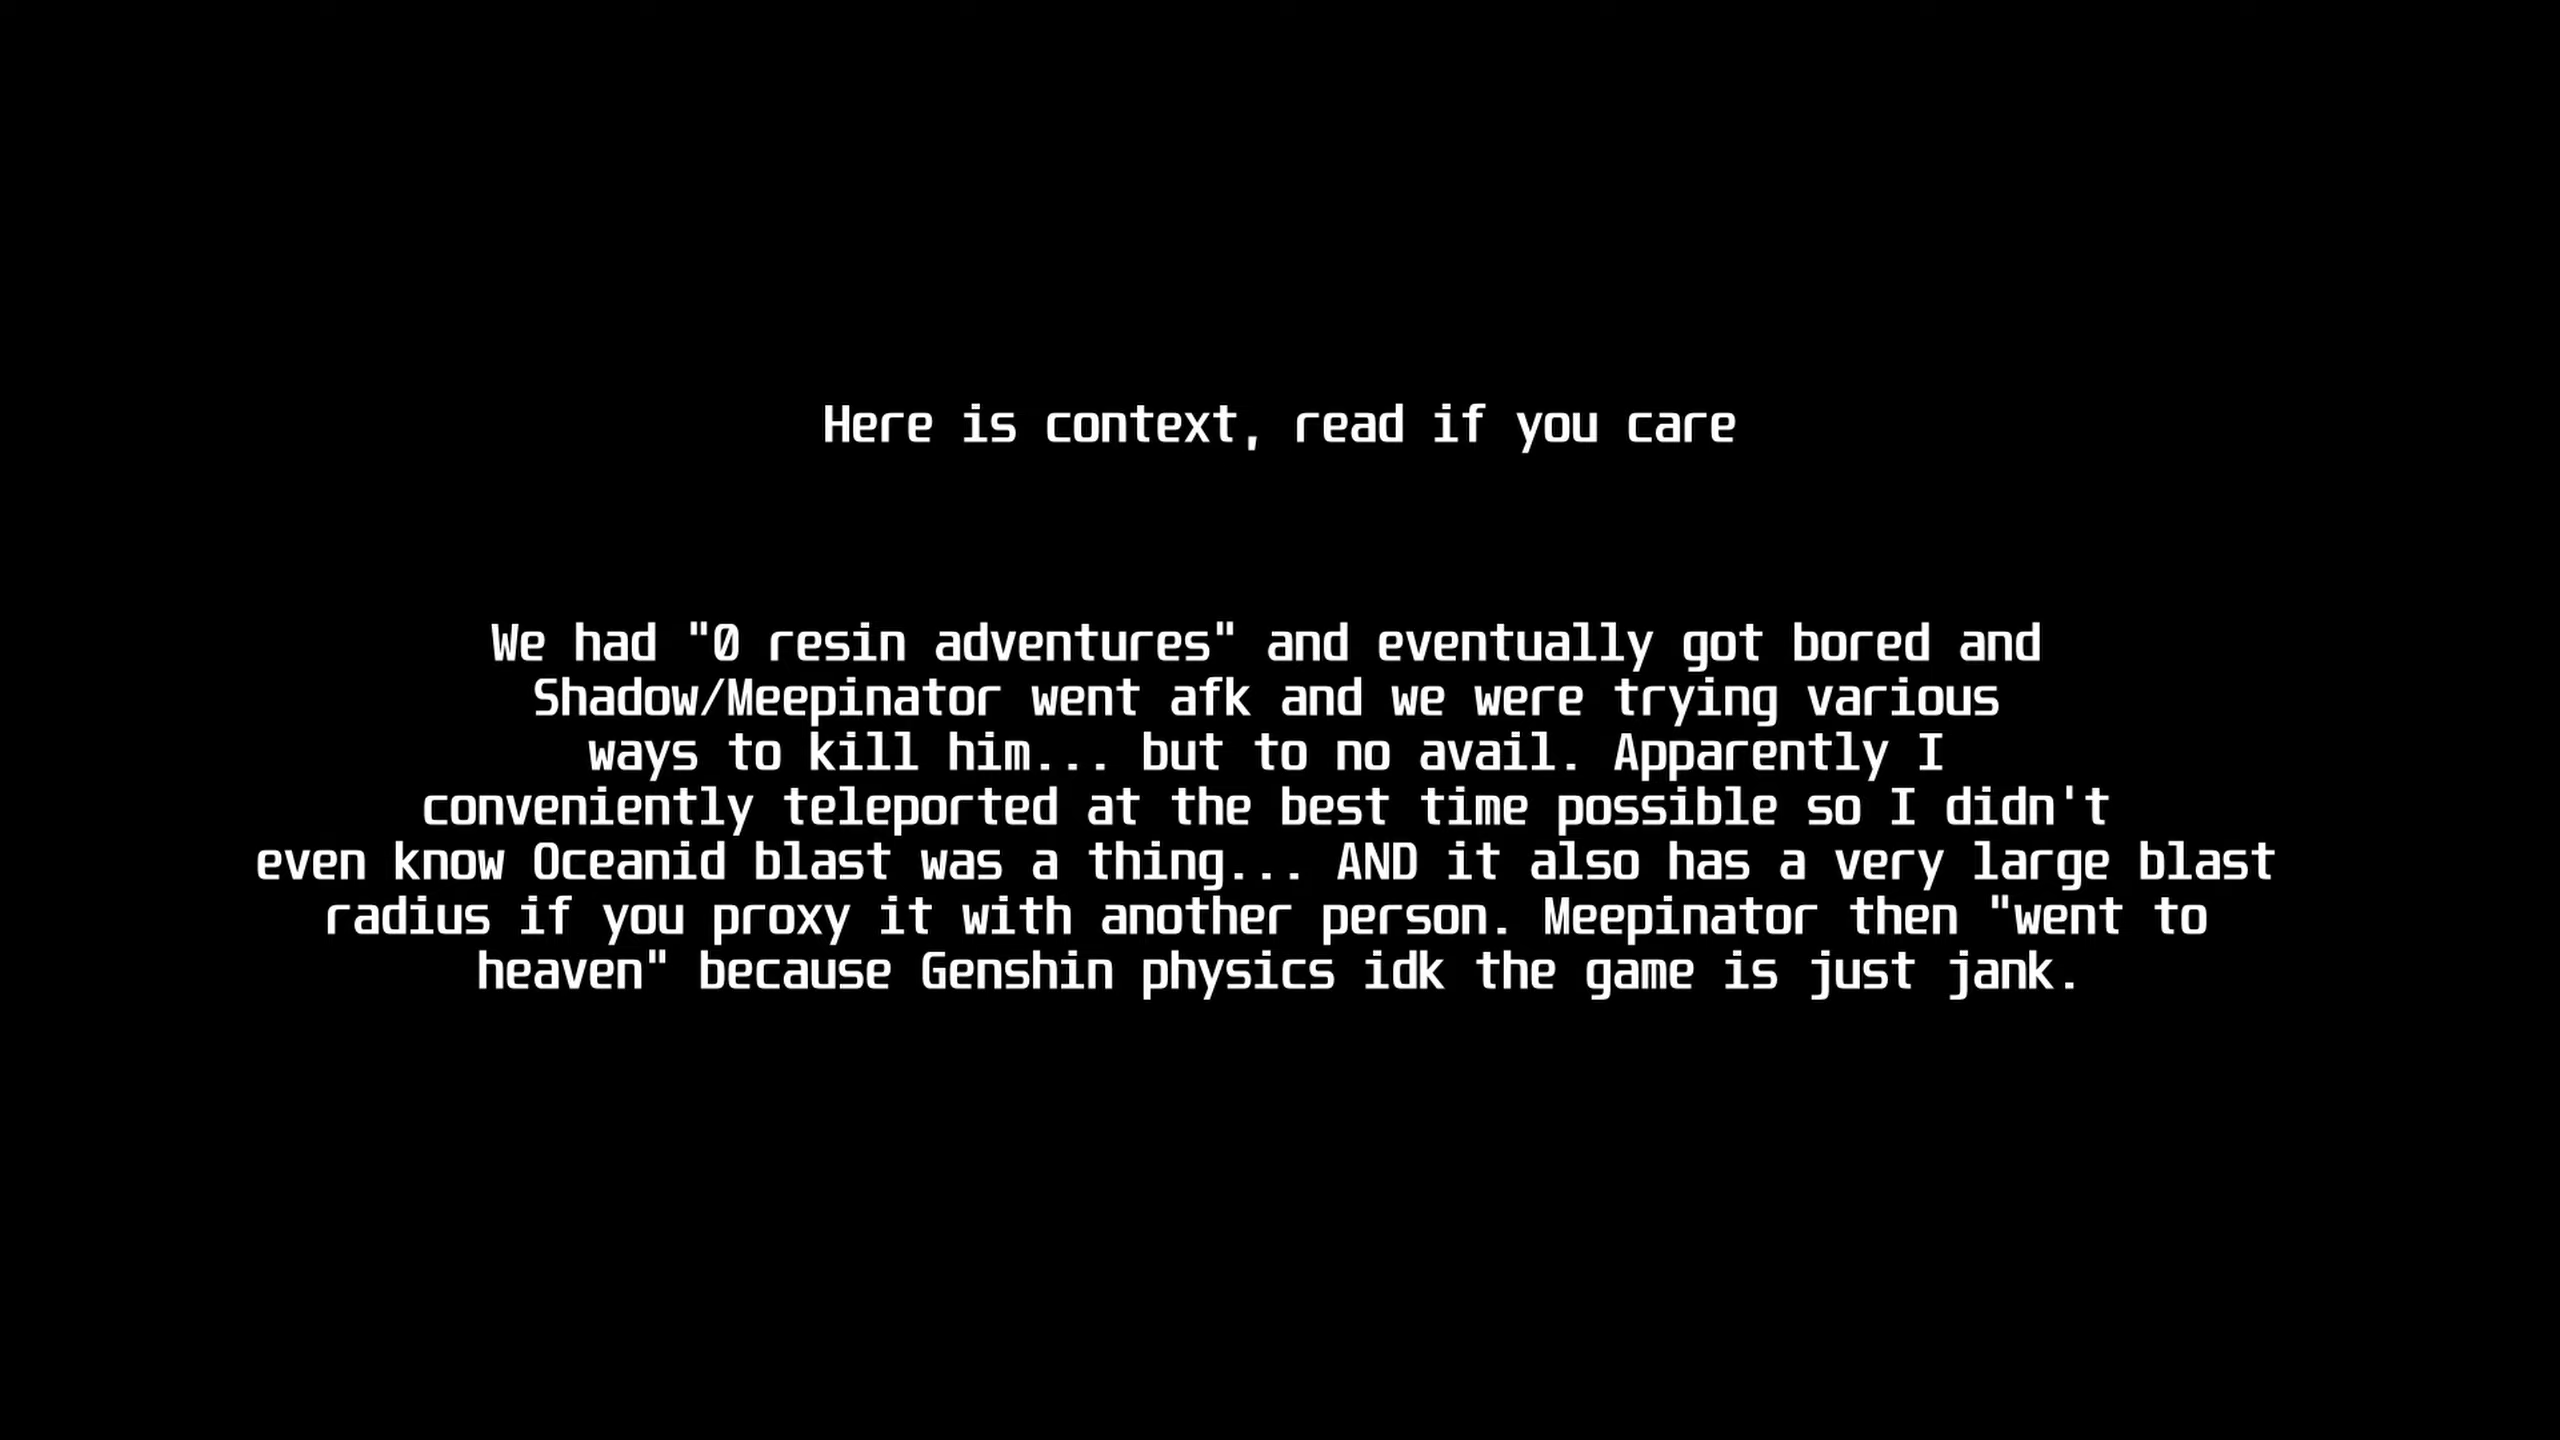 Here is context, read if you care
We had "0 resin adventures" and eventually got bored and
Shadow/Meepinator went afk and we were trying various
ways to kill him... but to no avail. Apparently I
conveniently teleported at the best time possible so I didn't
even know Oceanid blast was a thing... AND it also has a very large blast
radius if you proxy it with another person. Meepinator then "went to
heaven" because Genshin physics idk the game is just jank.